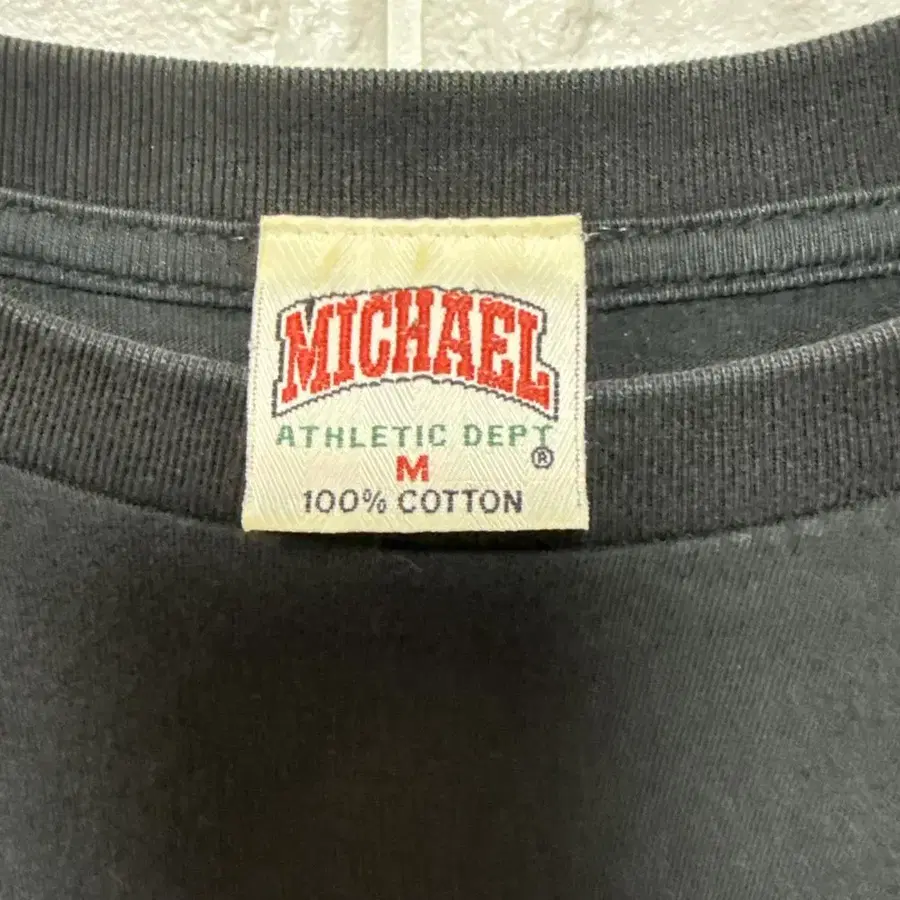 MICHAEL
ATHLETIC DEPT
®
M
100% COTTON